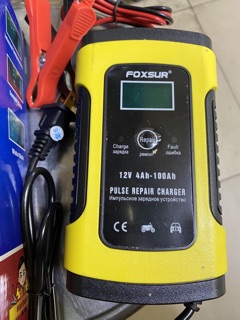 FOXSUR®
Charge
зарядка
Repair
ремонт
Fault
ошибка
12V 4Ah-100Ah
PULSE REPAIR CHARGER
Импульсное зарядное устройство
CE